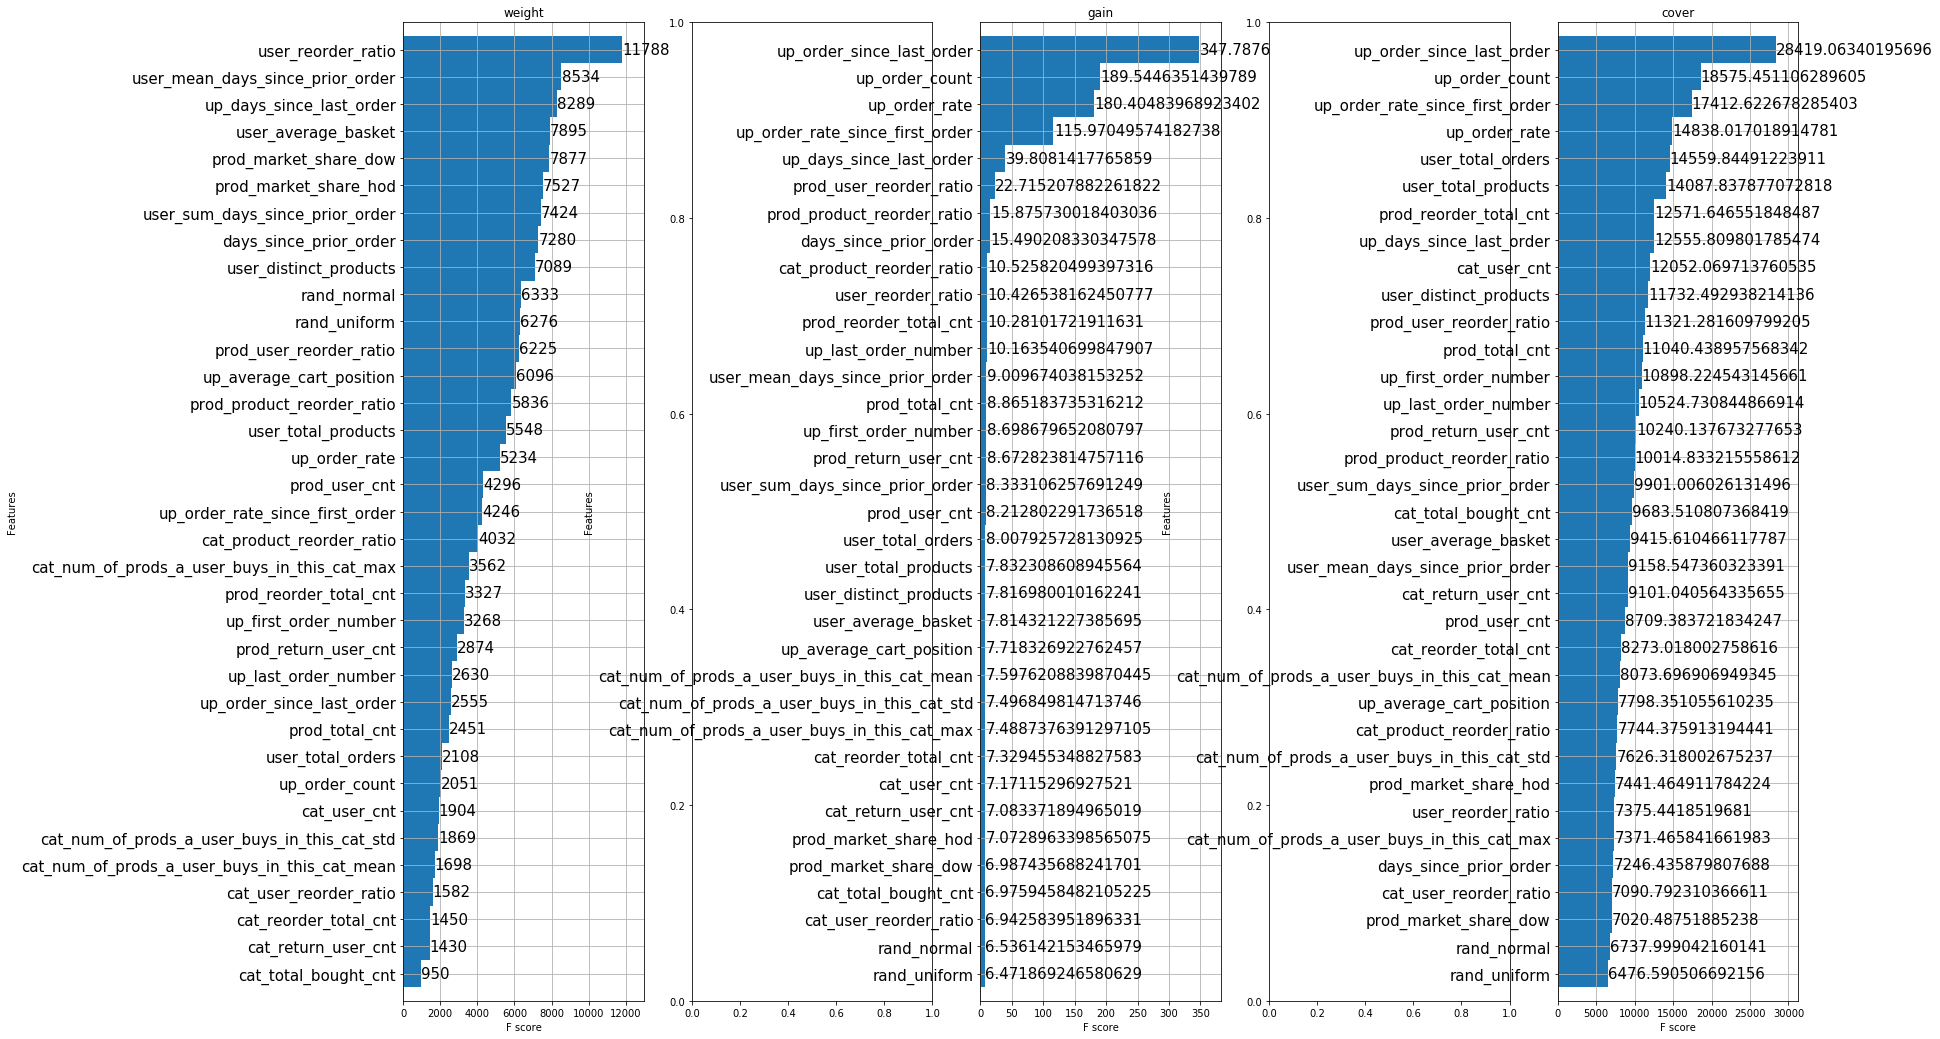 weight
Features
user_reorder_ratio 11788
user_mean_days_since_prior_order 8534
up_days_since_last_order 8289
user_average_basket 7895
prod_market_share_dow 7877
prod_market_share_hod 7527
user_sum_days_since_prior_order 7424
days_since_prior_order 7280
user_distinct_products 7089
rand_normal 6333
rand_uniform 6276
prod_user_reorder_ratio 6225
up_average_cart_position 6096
prod_product_reorder_ratio 5836
user_total_products 5548
up_order_rate 5234
prod_user_cnt 4296
up_order_rate_since_first_order 4246
cat_product_reorder_ratio 4032
cat_num_of_prods_a_user_buys_in_this_cat_max 3562
prod_reorder_total_cnt 3327
up_first_order_number 3268
prod_return_user_cnt 2874
up_last_order_number 2630
up_order_since_last_order 2555
prod_total_cnt 2451
user_total_orders 2108
up_order_count 2051
cat_user_cnt 1904
cat_num_of_prods_a_user_buys_in_this_cat_std 1869
cat_num_of_prods_a_user_buys_in_this_cat_mean 1698
cat_user_reorder_ratio 1582
cat_reorder_total_cnt 1450
cat_return_user_cnt 1430
cat_total_bought_cnt 950
0 2000 4000 6000 8000 10000 12000
F score
1.0
0.8
0.6
0.4
0.2
0.0
0.0 0.2 0.4 0.6 0.8 1.0
gain
Features
up_order_since_last_order 347.7876
up_order_count 189.5446351439789
up_order_rate 180.40483968923402
up_order_rate_since_first_order 115.97049574182738
up_days_since_last_order 39.8081417765859
prod_user_reorder_ratio 22.715207882261822
prod_product_reorder_ratio 15.875730018403036
days_since_prior_order 15.490208330347578
cat_product_reorder_ratio 10.525820499397316
user_reorder_ratio 10.426538162450777
prod_reorder_total_cnt 10.28101721911631
up_last_order_number 10.163540699847907
user_mean_days_since_prior_order 9.009674038153252
prod_total_cnt 8.865183735316212
up_first_order_number 8.698679652080797
prod_return_user_cnt 8.672823814757116
user_sum_days_since_prior_order 8.333106257691249
prod_user_cnt 8.212802291736518
user_total_orders 8.007925728130925
user_total_products 7.832308608945564
user_distinct_products 7.816980010162241
user_average_basket 7.814321227385695
up_average_cart_position 7.718326922762457
cat_num_of_prods_a_user_buys_in_this_cat_mean 7.5976208839870445
cat_num_of_prods_a_user_buys_in_this_cat_std 7.496849814713746
cat_num_of_prods_a_user_buys_in_this_cat_max 7.4887376391297105
cat_reorder_total_cnt 7.329455348827583
cat_user_cnt 7.17115296927521
cat_return_user_cnt 7.083371894965019
prod_market_share_hod 7.0728963398565075
prod_market_share_dow 6.987435688241701
cat_total_bought_cnt 6.9759458482105225
cat_user_reorder_ratio 6.942583951896331
rand_normal 6.536142153465979
rand_uniform 6.471869246580629
0 50 100 150 200 250 300 350
F score
1.0
0.8
0.6
0.4
0.2
0.0
0.0 0.2 0.4 0.6 0.8 1.0
cover
Features
up_order_since_last_order 28419.06340195696
up_order_count 18575.451106289605
up_order_rate_since_first_order 17412.622678285403
up_order_rate 14838.017018914781
user_total_orders 14559.84491223911
user_total_products 14087.837877072818
prod_reorder_total_cnt 12571.646551848487
up_days_since_last_order 12555.809801785474
cat_user_cnt 12052.069713760535
user_distinct_products 11732.492938214136
prod_user_reorder_ratio 11321.281609799205
prod_total_cnt 11040.438957568342
up_first_order_number 10898.224543145661
up_last_order_number 10524.730844866914
prod_return_user_cnt 10240.137673277653
prod_product_reorder_ratio 10014.833215558612
user_sum_days_since_prior_order 9901.006026131496
cat_total_bought_cnt 9683.510807368419
user_average_basket 9415.610466117787
user_mean_days_since_prior_order 9158.547360323391
cat_return_user_cnt 9101.040564335655
prod_user_cnt 8709.383721834247
cat_reorder_total_cnt 8273.018002758616
cat_num_of_prods_a_user_buys_in_this_cat_mean 8073.696906949345
up_average_cart_position 7798.351055610235
cat_product_reorder_ratio 7744.375913194441
cat_num_of_prods_a_user_buys_in_this_cat_std 7626.318002675237
prod_market_share_hod 7441.464911784224
user_reorder_ratio 7375.4418519681
cat_num_of_prods_a_user_buys_in_this_cat_max 7371.465841661983
days_since_prior_order 7246.435879807688
cat_user_reorder_ratio 7090.792310366611
prod_market_share_dow 7020.48751885238
rand_normal 6737.999042160141
rand_uniform 6476.590506692156
0 5000 10000 15000 20000 25000 30000
F score